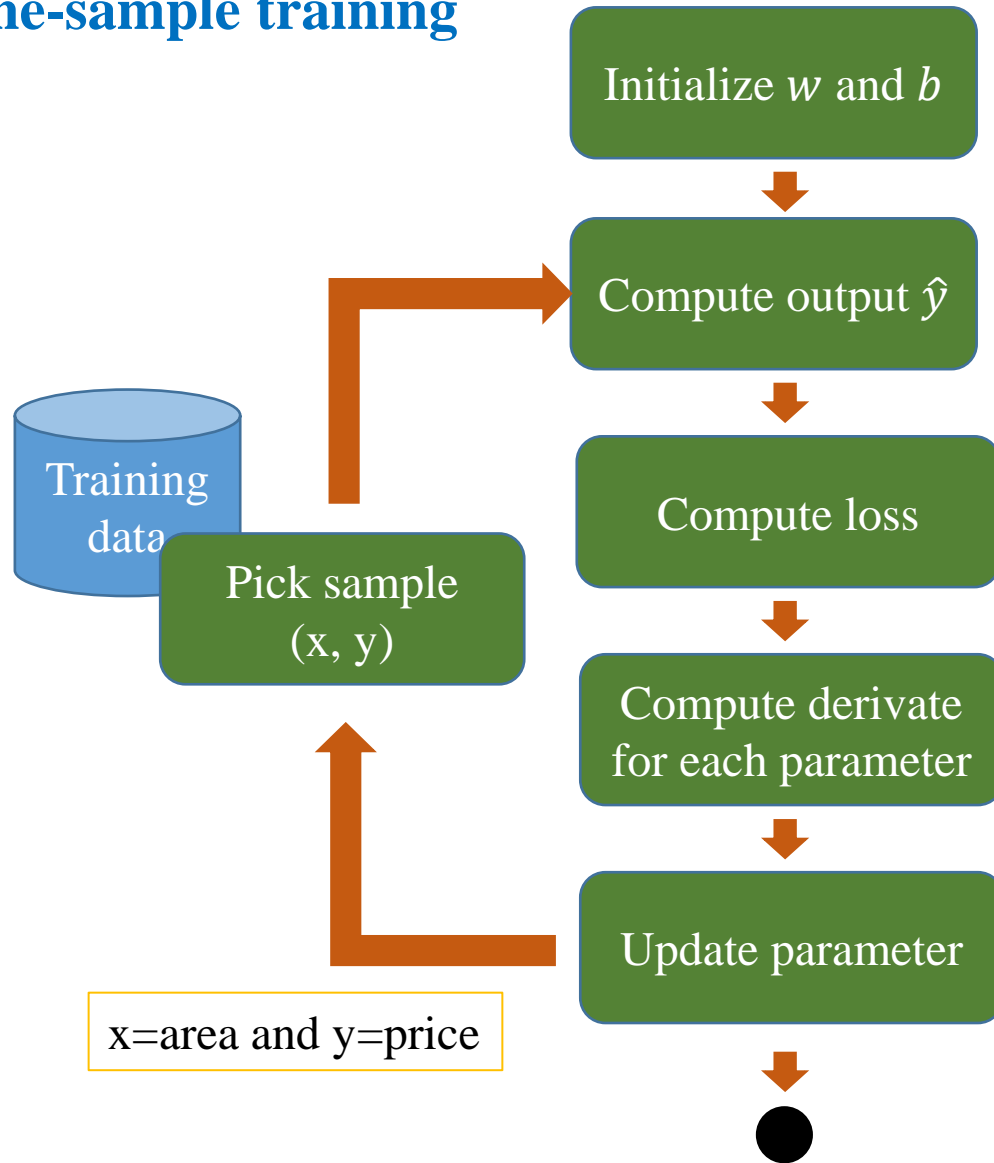 ne-sample training
Initialize 𝑤 and 𝑏
Compute output ŷ
Training
data
Compute loss
Pick sample
(x, y)
Compute derivate
for each parameter
Update parameter
x=area and y=price